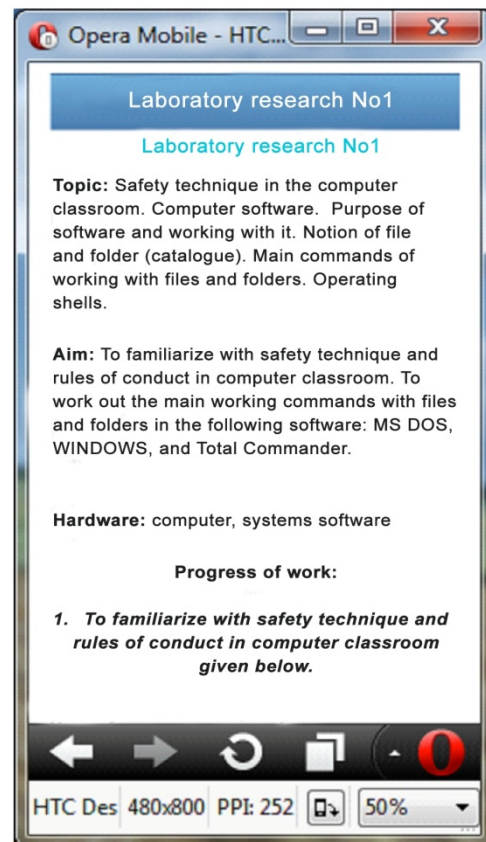 Opera Mobile - HTC...
Laboratory research No1
Laboratory research No1
Topic: Safety technique in the computer
classroom. Computer software. Purpose of
software and working with it. Notion of file
and folder (catalogue). Main commands of
working with files and folders. Operating
shells.
Aim: To familiarize with safety technique and
rules of conduct in computer classroom. To
work out the main working commands with files
and folders in the following software: MS DOS,
WINDOWS, and Total Commander.
Hardware: computer, systems software
Progress of work:
1. To familiarize with safety technique and
rules of conduct in computer classroom
given below.
HTC Des 480x800 PPI: 252 50%